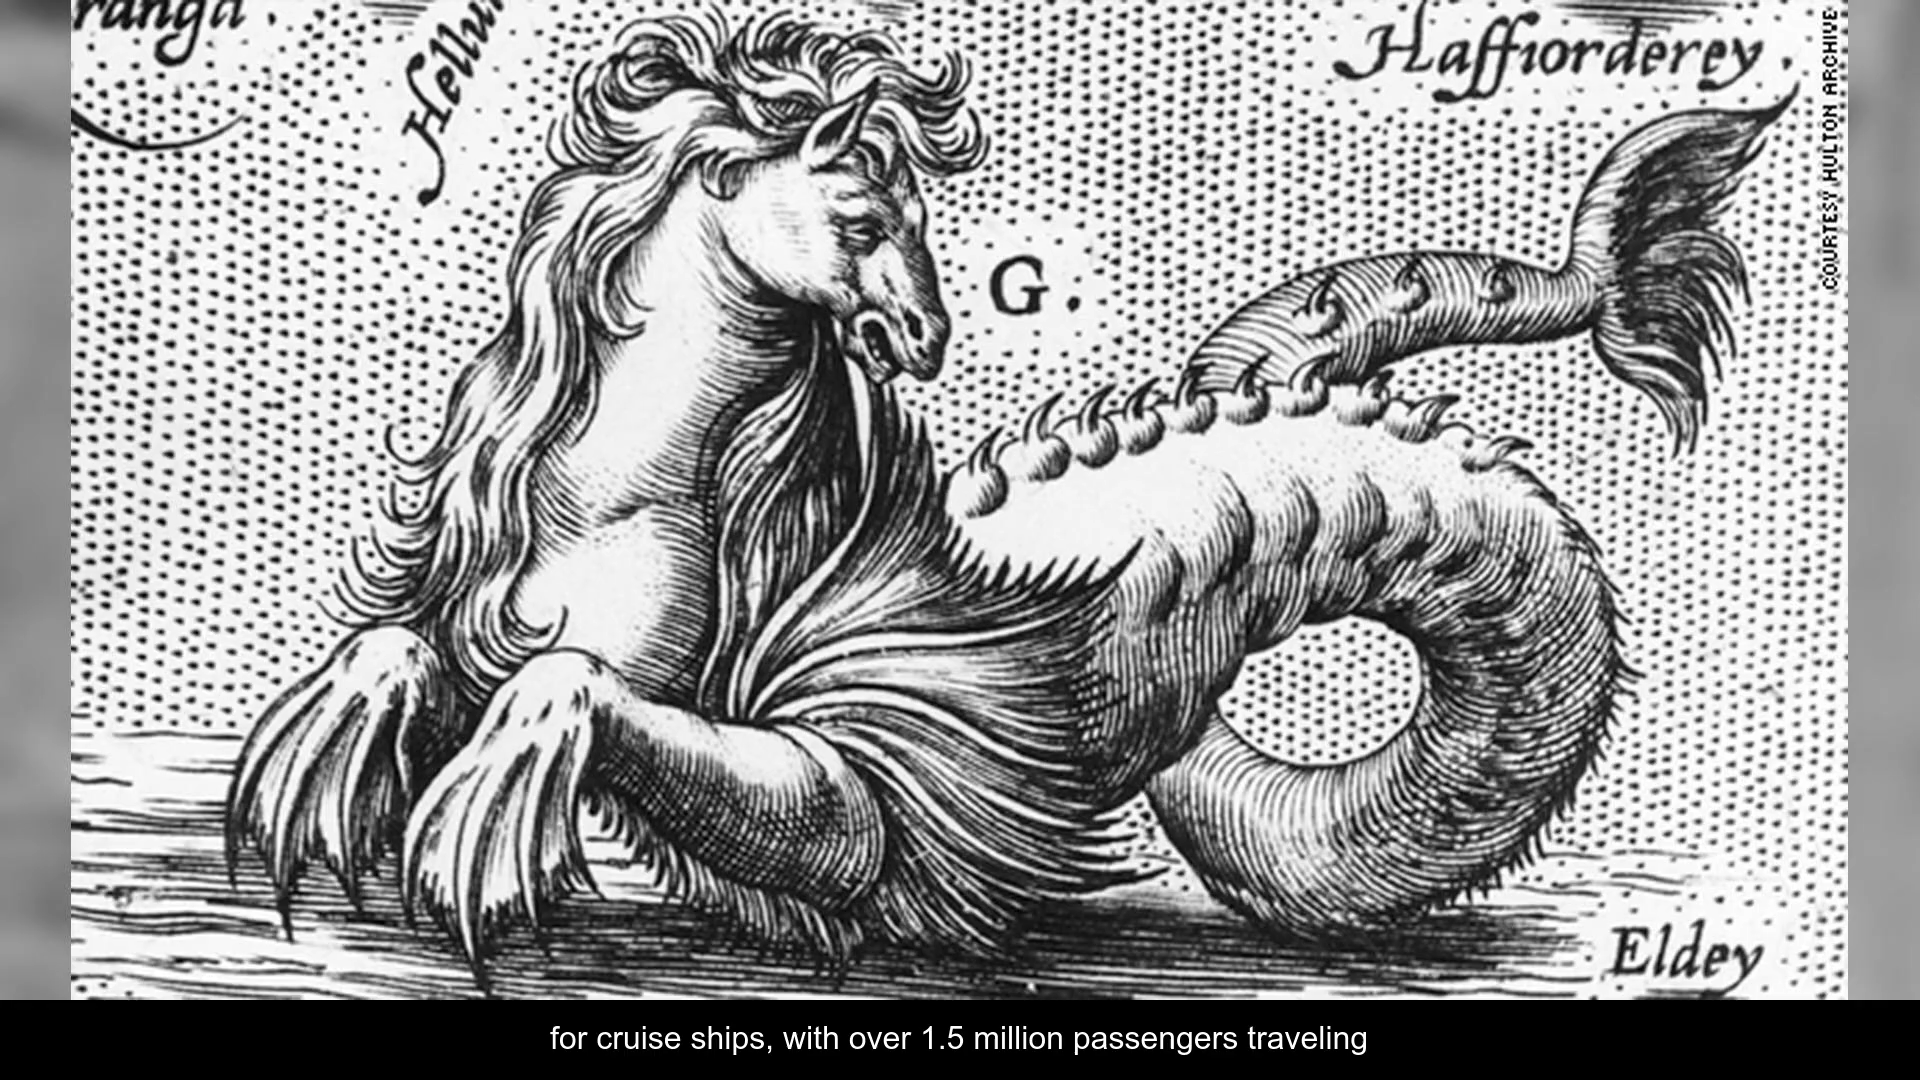 ranga.
Hellu
Haffiorderey.
COURTESY HULTON ARCHIVE
G.
Eldey
for cruise ships, with over 1.5 million passengers traveling